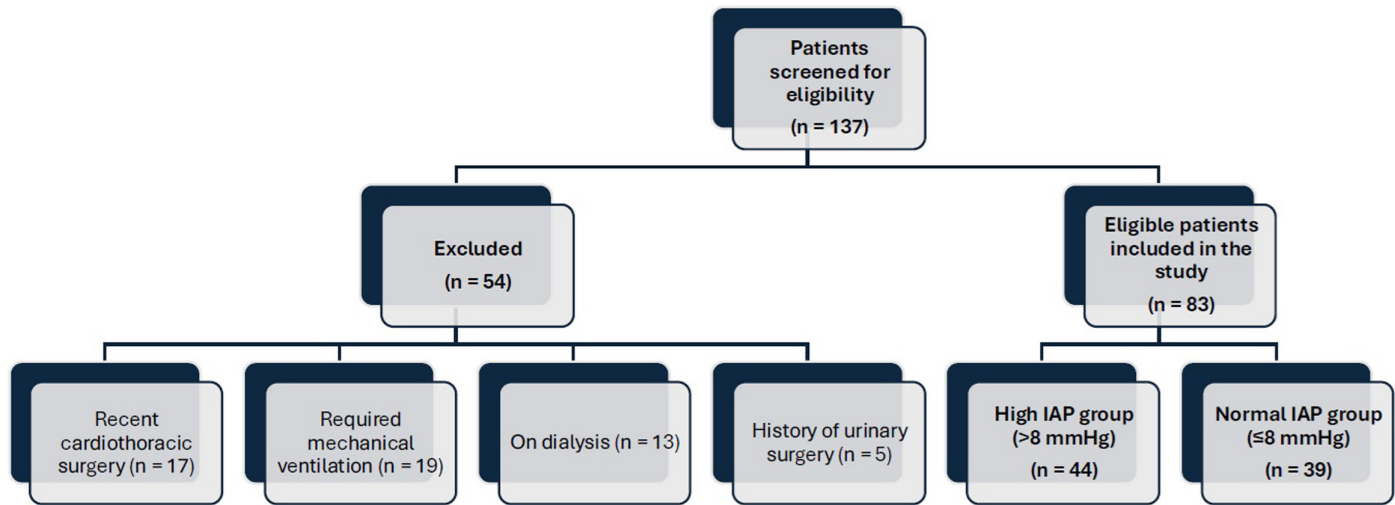 Patients
screened for
eligibility
(n = 137)
Excluded
(n = 54)
Eligible patients
included in the
study
(n = 83)
Recent
cardiothoracic
surgery (n = 17)
Required
mechanical
ventilation (n = 19)
On dialysis (n = 13)
History of urinary
surgery (n = 5)
High IAP group
(>8 mmHg)
(n = 44)
Normal IAP group
(≤8 mmHg)
(n = 39)